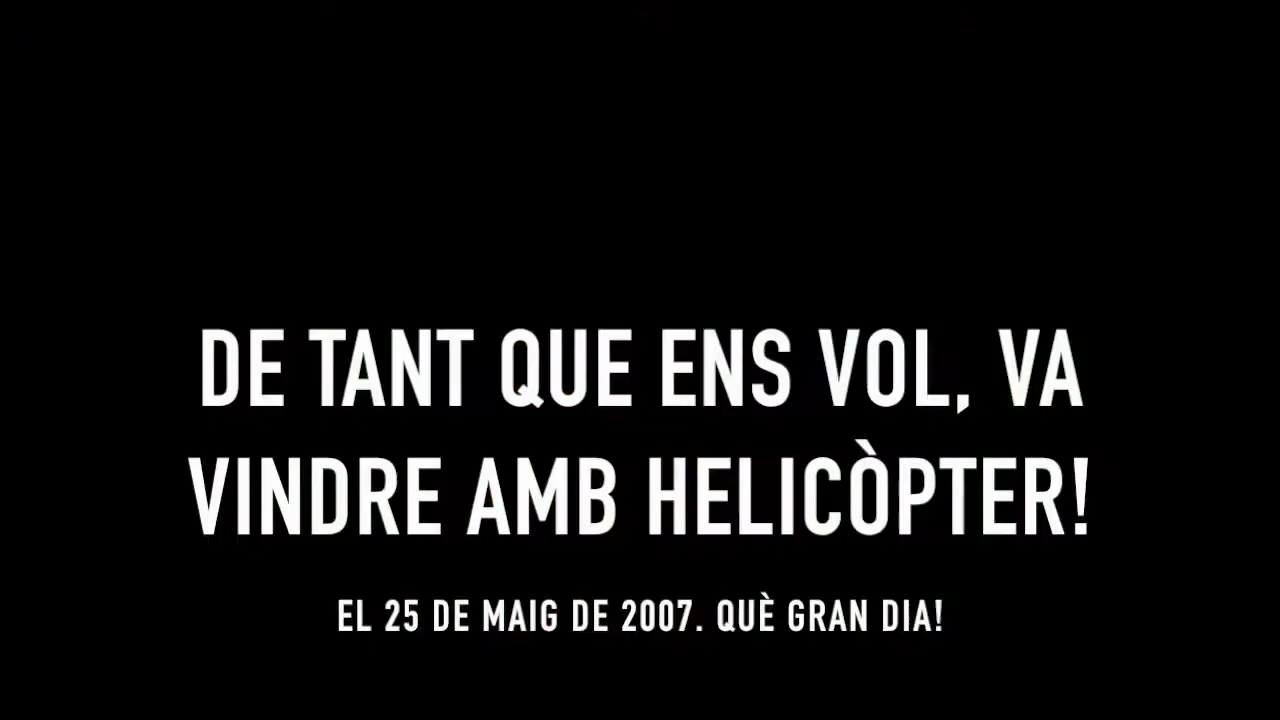 DE TANT QUE ENS VOL, VA
VINDRE AMB HELICÒPTER!
EL 25 DE MAIG DE 2007. QUÈ GRAN DIA!